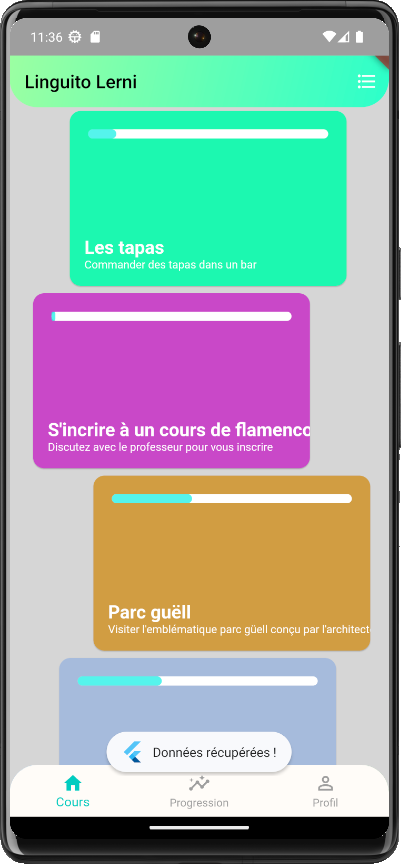 11:36
Linguito Lerni
Les tapas
Commander des tapas dans un bar
S'incrire à un cours de flamenco
Discutez avec le professeur pour vous inscrire
Parc guëll
Visiter l'emblématique parc güell conçu par l'architect
Données récupérées !
Cours
Progression
Profil